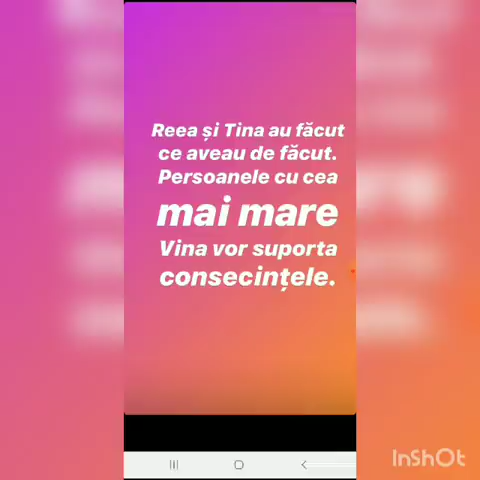 Reea și Tina au făcut
ce aveau de făcut.
Persoanele cu cea
mai mare
Vina vor suporta
consecințele.
InShOt